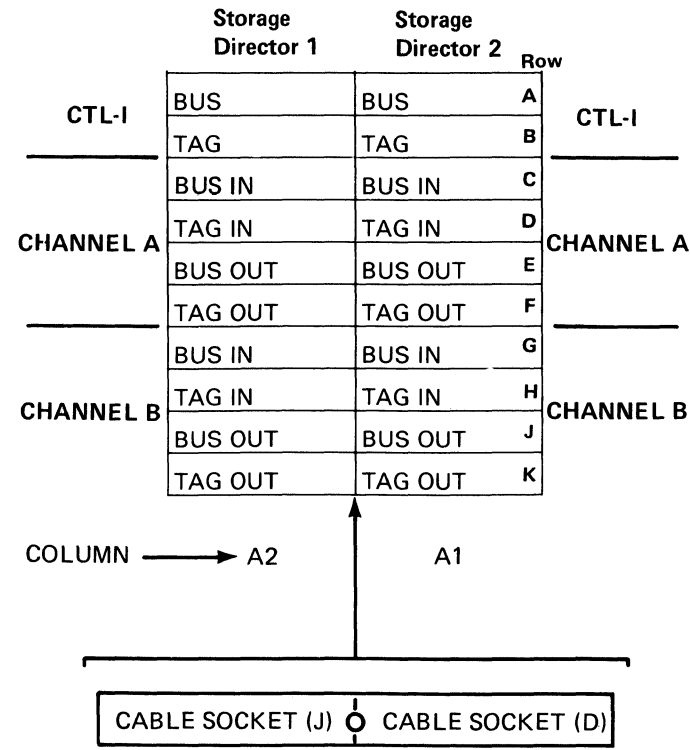 Storage Director 1
Storage Director 2
Row
CTL-I
BUS BUS A
CTL-I
TAG TAG B
BUS IN BUS IN C
TAG IN TAG IN D
CHANNEL A
CHANNEL A
BUS OUT BUS OUT E
TAG OUT TAG OUT F
BUS IN BUS IN G
TAG IN TAG IN H
CHANNEL B
CHANNEL B
BUS OUT BUS OUT J
TAG OUT TAG OUT K
COLUMN A2 A1
CABLE SOCKET (J) CABLE SOCKET (D)